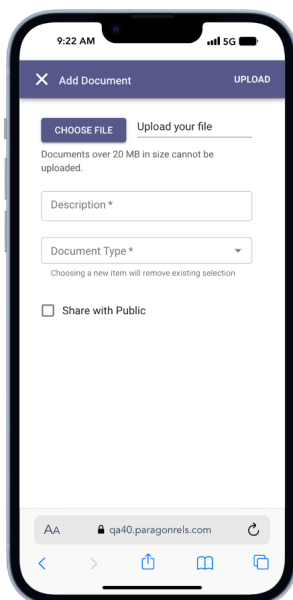 9:22 AM 5G
Add Document UPLOAD
CHOOSE FILE Upload your file
Documents over 20 MB in size cannot be
uploaded.
Description *
Document Type *
Choosing a new item will remove existing selection
Share with Public
AA qa40.paragonrels.com